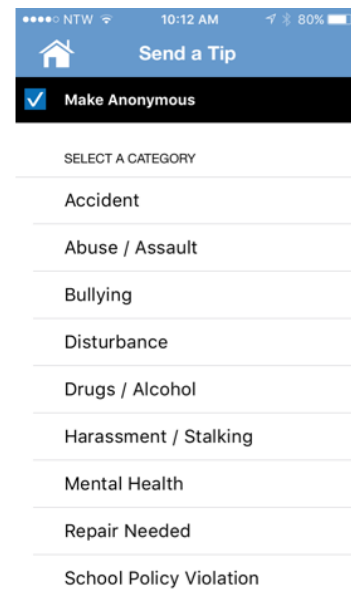 NTW 10:12 AM 80%
Send a Tip
Make Anonymous
SELECT A CATEGORY
Accident
Abuse / Assault
Bullying
Disturbance
Drugs / Alcohol
Harassment / Stalking
Mental Health
Repair Needed
School Policy Violation